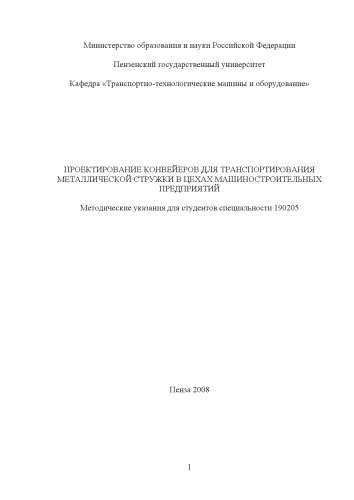 Министерство образования и науки Российской Федерации
Пензенский государственный университет
Кафедра «Транспортно-технологические машины и оборудование»
ПРОЕКТИРОВАНИЕ КОНВЕЙЕРОВ ДЛЯ ТРАНСПОРТИРОВАНИЯ
МЕТАЛЛИЧЕСКОЙ СТРУЖКИ В ЦЕХАХ МАШИНОСТРОИТЕЛЬНЫХ
ПРЕДПРИЯТИЙ
Методические указания для студентов специальности 190205
Пенза 2008
1